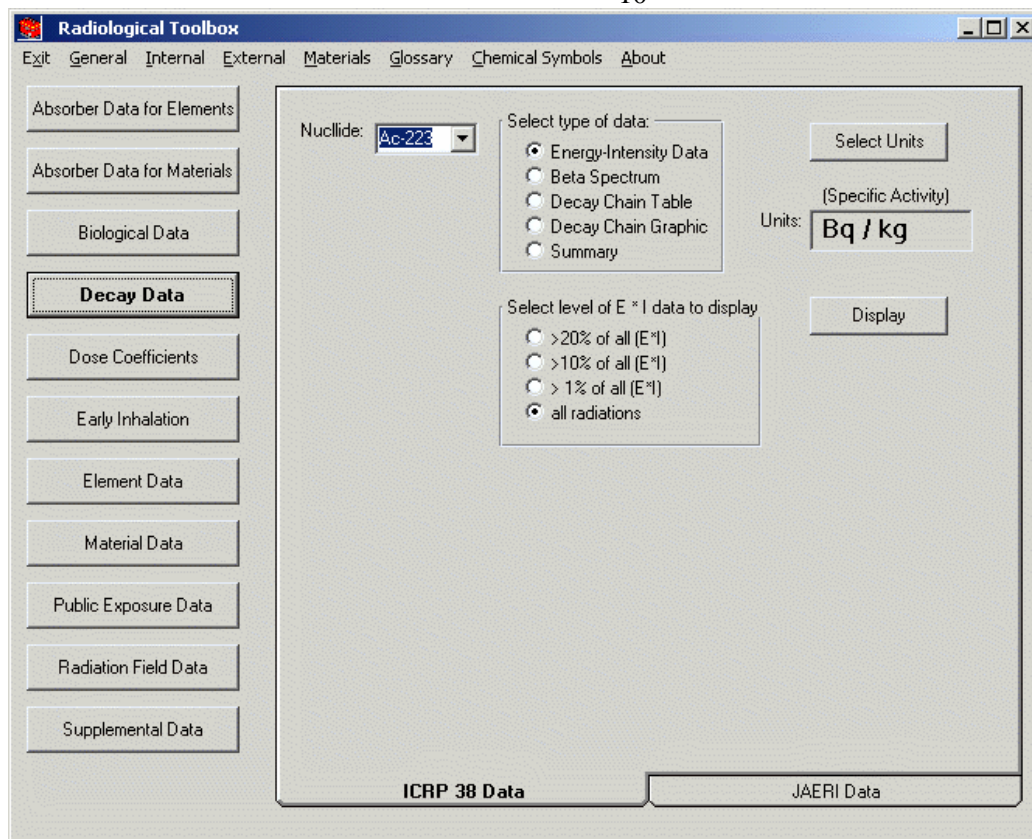 Radiological Toolbox
Exit General Internal External Materials Glossary Chemical Symbols About
Absorber Data for Elements
Absorber Data for Materials
Biological Data
Decay Data
Dose Coefficients
Early Inhalation
Element Data
Material Data
Public Exposure Data
Radiation Field Data
Supplemental Data
Nucllide: Ac-223
Select type of data:
Energy-Intensity Data
Beta Spectrum
Decay Chain Table
Decay Chain Graphic
Summary
Select Units
(Specific Activity)
Units: Bq / kg
Select level of E * I data to display
>20% of all (E*I)
>10% of all (E*I)
> 1% of all (E*I)
all radiations
Display
ICRP 38 Data
JAERI Data